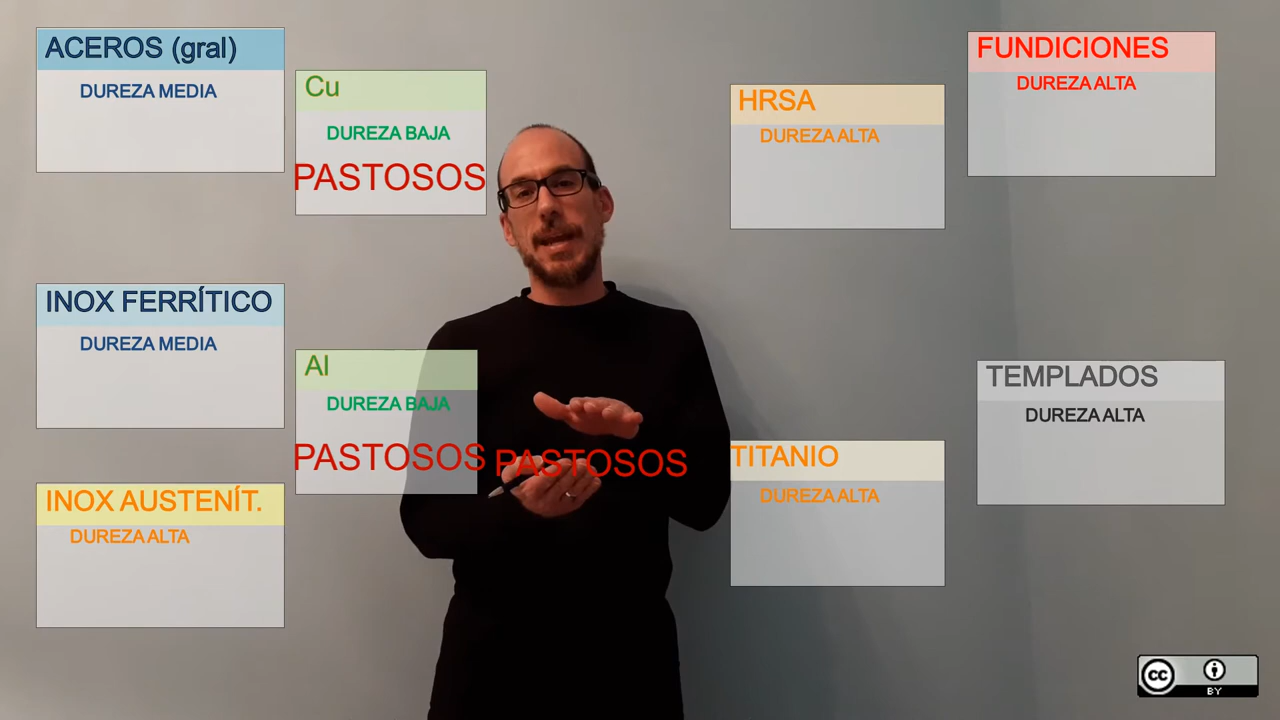 ACEROS (gral)
DUREZA MEDIA
Cu
DUREZA BAJA
PASTOSOS
HRSA
DUREZA ALTA
FUNDICIONES
DUREZA ALTA
INOX FERRÍTICO
DUREZA MEDIA
Al
DUREZA BAJA
PASTOSOS
PASTOSOS
INOX AUSTENÍT.
DUREZA ALTA
TITANIO
DUREZA ALTA
TEMPLADOS
DUREZA ALTA
cc
BY